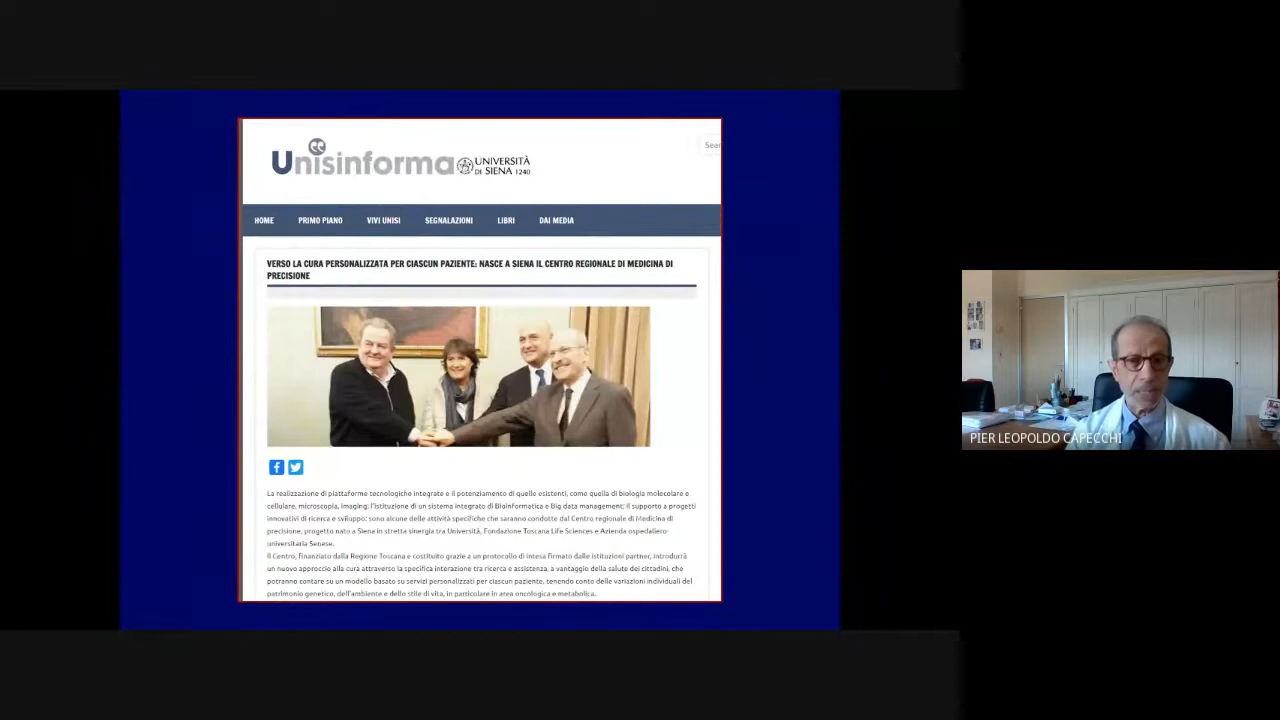 Unisinforma
UNIVERSITÀ
DI SIENA 1240
Sear
HOME PRIMO PIANO VIVI UNISI SEGNALAZIONI LIBRI DAI MEDIA
VERSO LA CURA PERSONALIZZATA PER CIASCUN PAZIENTE: NASCE A SIENA IL CENTRO REGIONALE DI MEDICINA DI
PRECISIONE
La realizzazione di piattaforme tecnologiche integrate e il potenziamento di quelle esistenti, come quella di biologia molecolare e
cellulare, microscopia, imaging; l'istituzione di un sistema integrato di Bioinformatica e Big data management; il supporto a progetti
innovativi di ricerca e sviluppo: sono alcune delle attività specifiche che saranno condotte dal Centro regionale di Medicina di
precisione, progetto nato a Siena in stretta sinergia tra Università, Fondazione Toscana Life Sciences e Azienda ospedaliero-
universitaria Senese.
Il Centro, finanziato dalla Regione Toscana e costituito grazie a un protocollo di intesa firmato dalle istituzioni partner, introdurrà
un nuovo approccio alla cura attraverso la specifica interazione tra ricerca e assistenza, a vantaggio della salute dei cittadini, che
potranno contare su un modello basato su servizi personalizzati per ciascun paziente, tenendo conto delle variazioni individuali del
patrimonio genetico, dell'ambiente e dello stile di vita, in particolare in area oncologica e metabolica.
PIER LEOPOLDO CAPECCHI